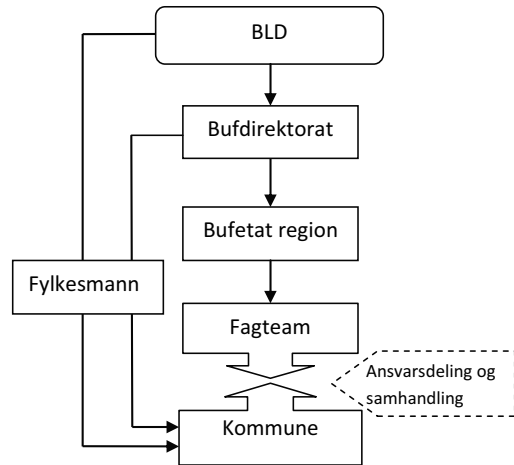 BLD
Bufdirektorat
Bufetat region
Fylkesmann
Fagteam
Ansvarsdeling og
samhandling
Kommune